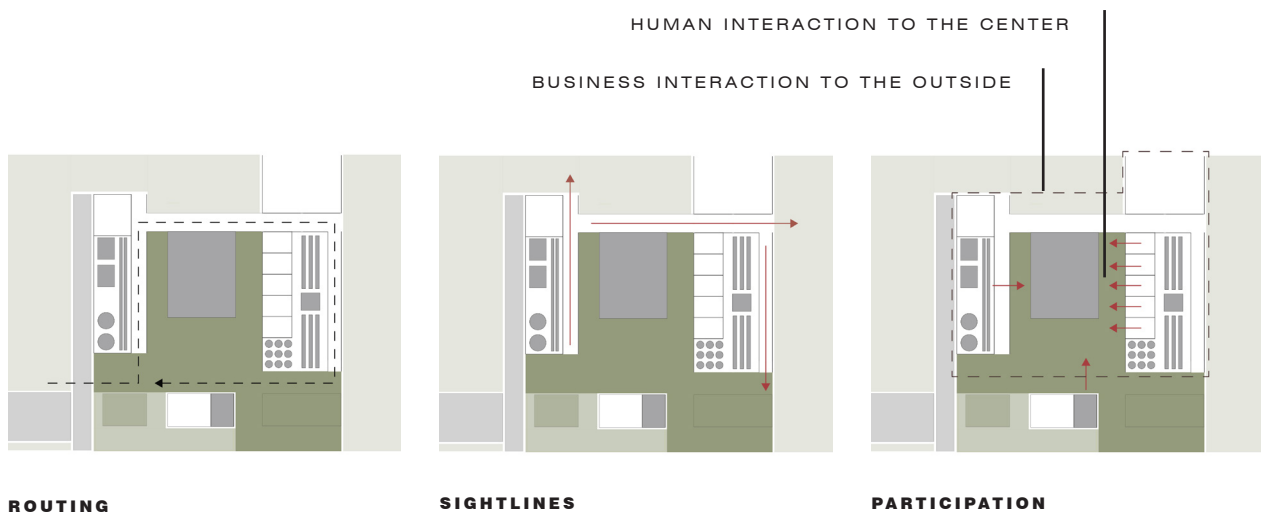 HUMAN INTERACTION TO THE CENTER
BUSINESS INTERACTION TO THE OUTSIDE
ROUTING
SIGHTLINES
PARTICIPATION